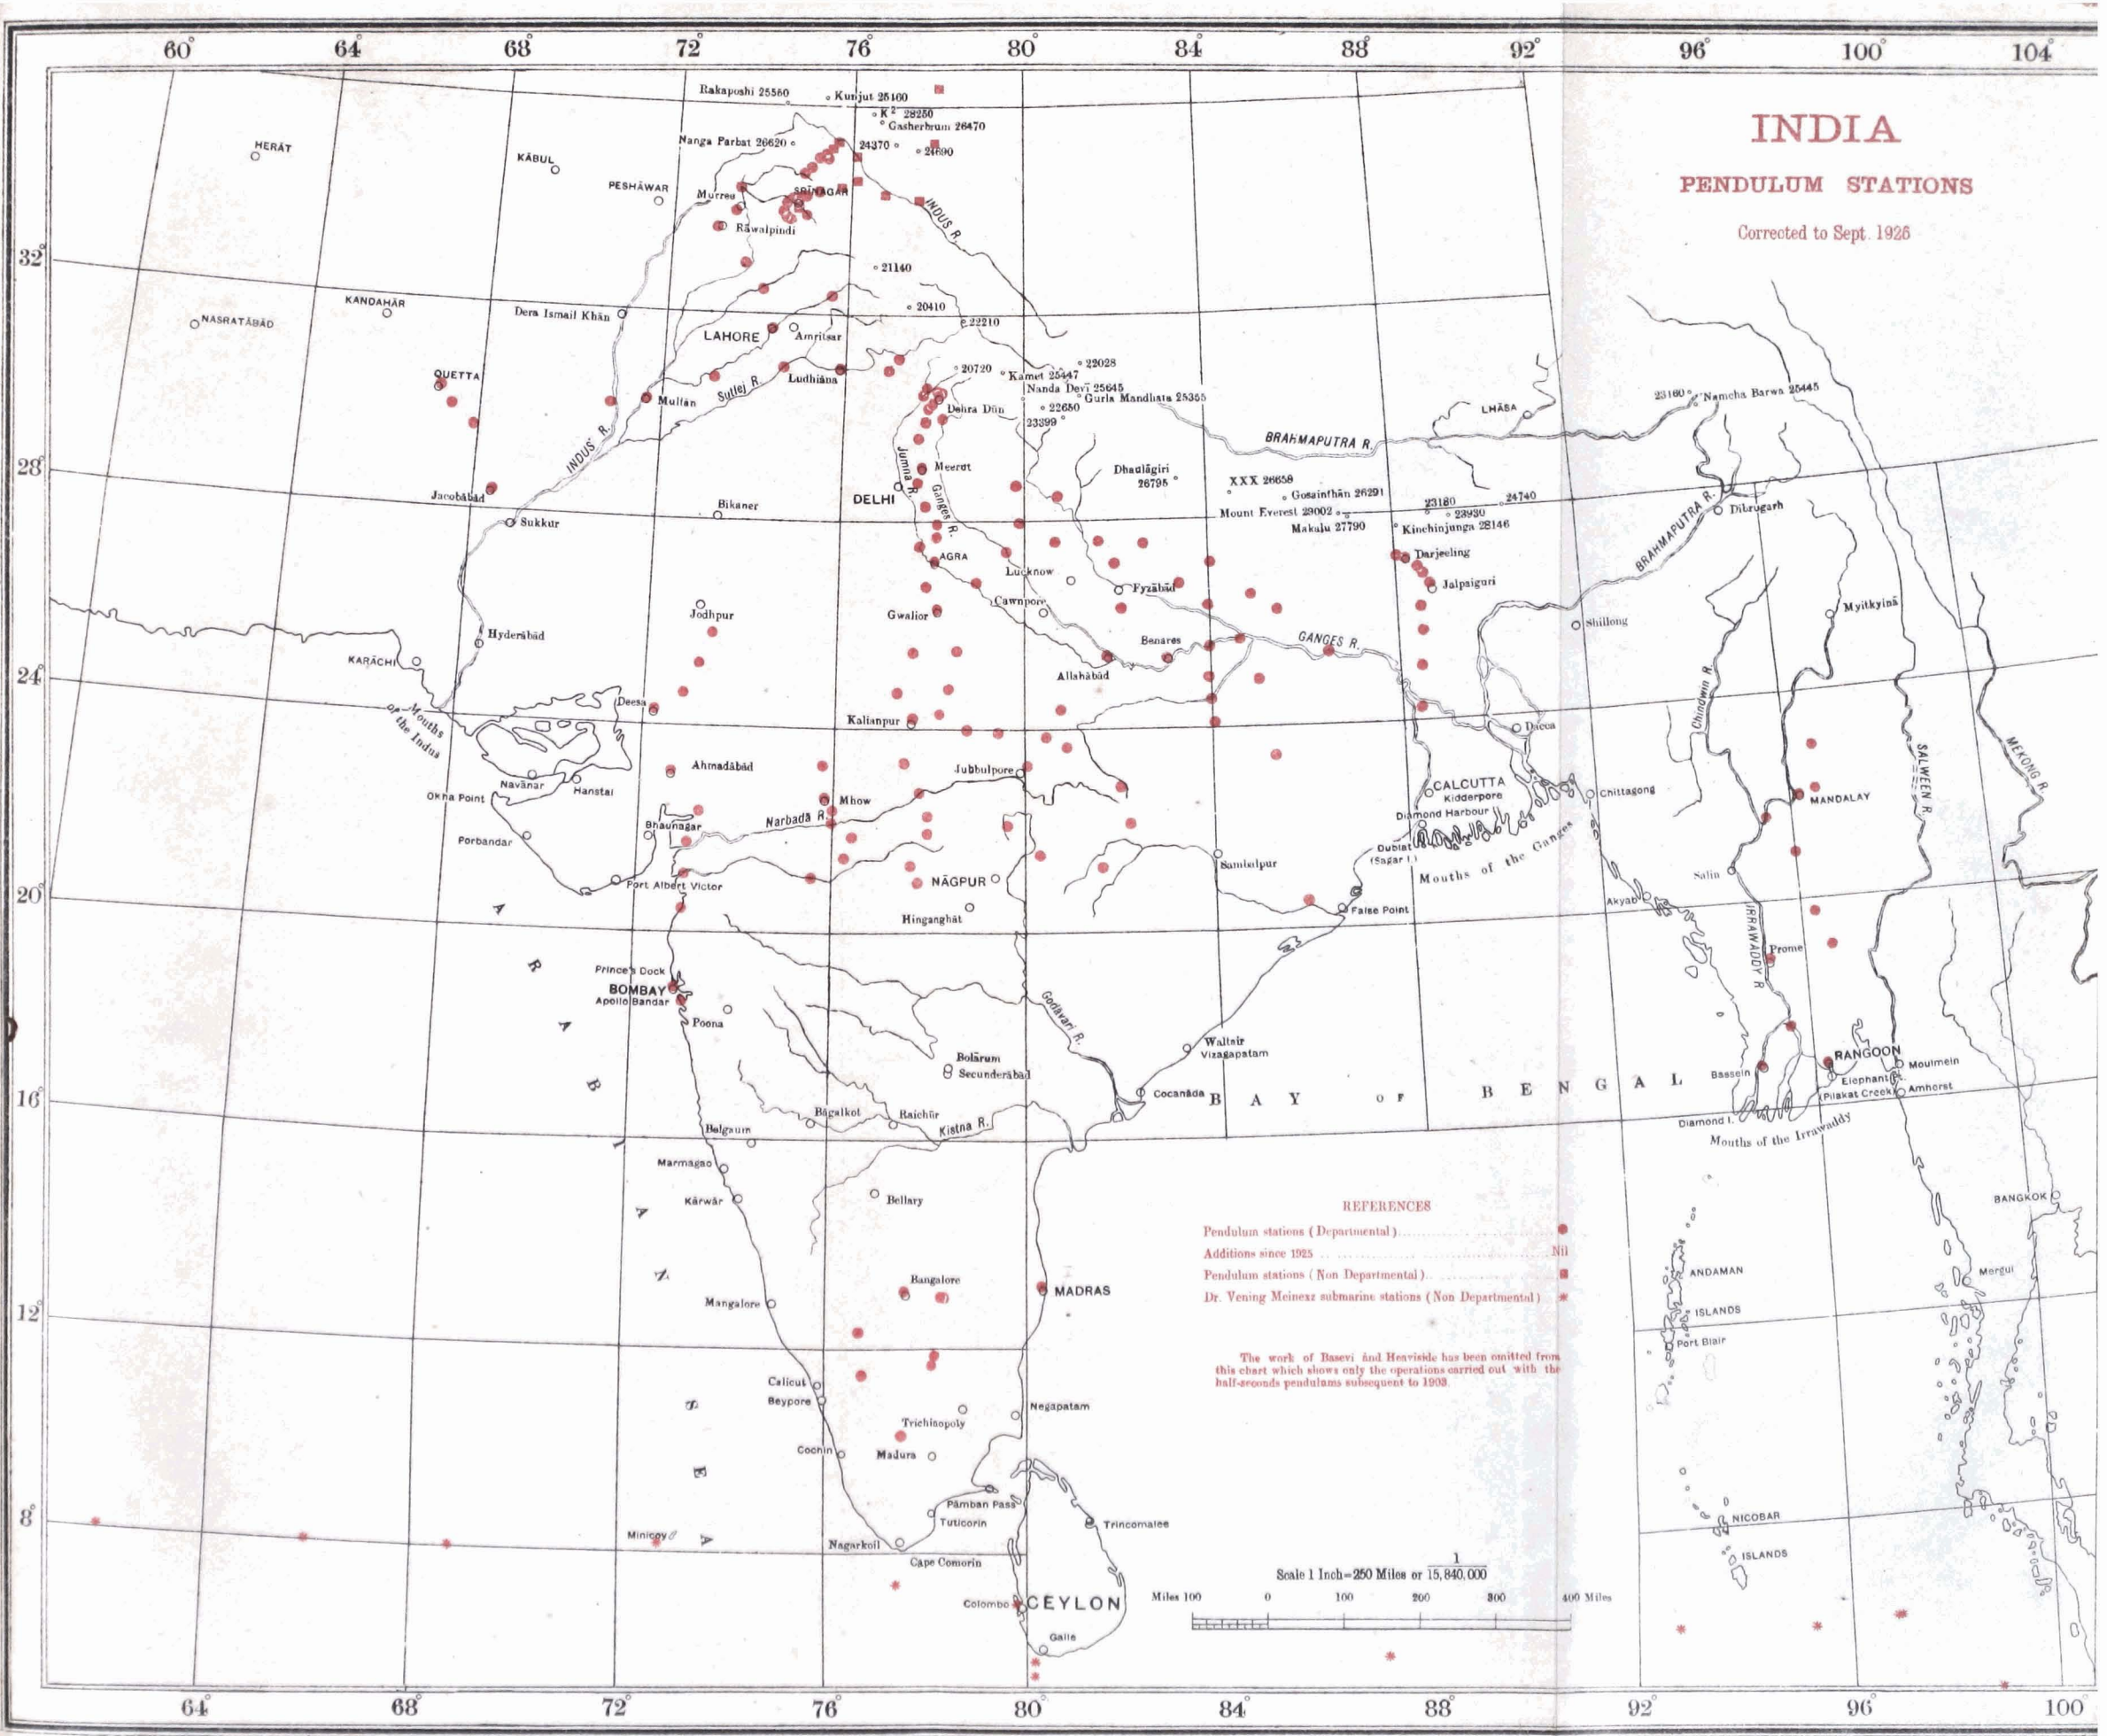 60° 64° 68° 72° 76° 80° 84° 88° 92° 96° 100° 104°
INDIA
PENDULUM STATIONS
Corrected to Sept. 1926
Rakaposhi 25560
Kunjut 25160
K² 28250
Gasherbrum 26470
Nanga Parbat 26620
24370
24690
HERĀT
KĀBUL
PESHĀWAR
Murree
SRĪNAGAR
Rāwalpindi
INDUS R.
32°
21140
KANDAHĀR
NASRATĀBĀD
Dera Ismail Khān
20410
22210
LAHORE
Amritsar
QUETTA
Ludhiāna
Sutlej R.
Multān
20720
22028
Kamet 25447
Nanda Devī 25645
Gurla Mandhata 25355
22650
23399
Dehra Dūn
LHĀSA
23160
Namcha Barwa 25445
INDUS R.
BRAHMAPUTRA R.
28°
Jumna R.
Meerut
Dhaulāgiri
26795
XXX 26658
Jacobābād
DELHI
Ganges R.
Gosainthān 26291
23180
24740
Bikaner
Mount Everest 29002
23930
Sukkur
Makalu 27790
Kinchinjunga 28146
BRAHMAPUTRA R.
Dibrugarh
AGRA
Darjeeling
Lucknow
Fyzābād
Jalpaiguri
Cawnpore
Jodhpur
Gwalior
Myitkyinā
Shillong
Hyderābād
Benares
GANGES R.
KARĀCHI
Allahābād
24°
Chindwin R.
Deesa
Mouths
of the Indus
Kalianpur
Dacca
SALWEEN R.
MEKONG R.
Ahmadābād
Jubbulpore
Navānar
Hanstal
Okha Point
Mhow
CALCUTTA
Kidderpore
Chittagong
MANDALAY
Diamond Harbour
Narbadā R.
Bhaunagar
Porbandar
Dublat
(Sagar I.)
Mouths of the Ganges
Sambalpur
Salin
20°
Port Albert Victor
NĀGPUR
Hinganghāt
False Point
Akyab
IRRAWADDY R
Prome
Prince's Dock
BOMBAY
Apollo Bandar
Poona
Godāvari R.
Bolārum
Secunderābād
Waltair
Vizagapatam
Cocanāda
BAY OF BENGAL
RANGOON
Moulmein
Bassein
Elephant
(Pilakat Creek)
Amherst
16°
Diamond I.
Mouths of the Irrawaddy
Bāgalkot
Raichūr
Kistna R.
Belgaum
Marmagao
Kārwār
Bellary
ARABIAN SEA
REFERENCES
BANGKOK
Pendulum stations (Departmental)
Additions since 1925 Nil
Pendulum stations (Non Departmental)
Dr. Vening Meinesz submarine stations (Non Departmental)
Bangalore
MADRAS
Mangalore
12°
ANDAMAN
ISLANDS
Port Blair
Mergui
The work of Basevi and Heaviside has been omitted from
this chart which shows only the operations carried out with the
half-seconds pendulums subsequent to 1903.
Calicut
Beypore
Trichinopoly
Negapatam
Cochin
Madura
8°
Pāmban Pass
Tuticorin
Trincomalee
NICOBAR
ISLANDS
Minicoy
Nagarkoil
Cape Comorin
Colombo
CEYLON
Galle
Scale 1 Inch=250 Miles or 1/15,840,000
Miles 100 0 100 200 300 400 Miles
64° 68° 72° 76° 80° 84° 88° 92° 96° 100°